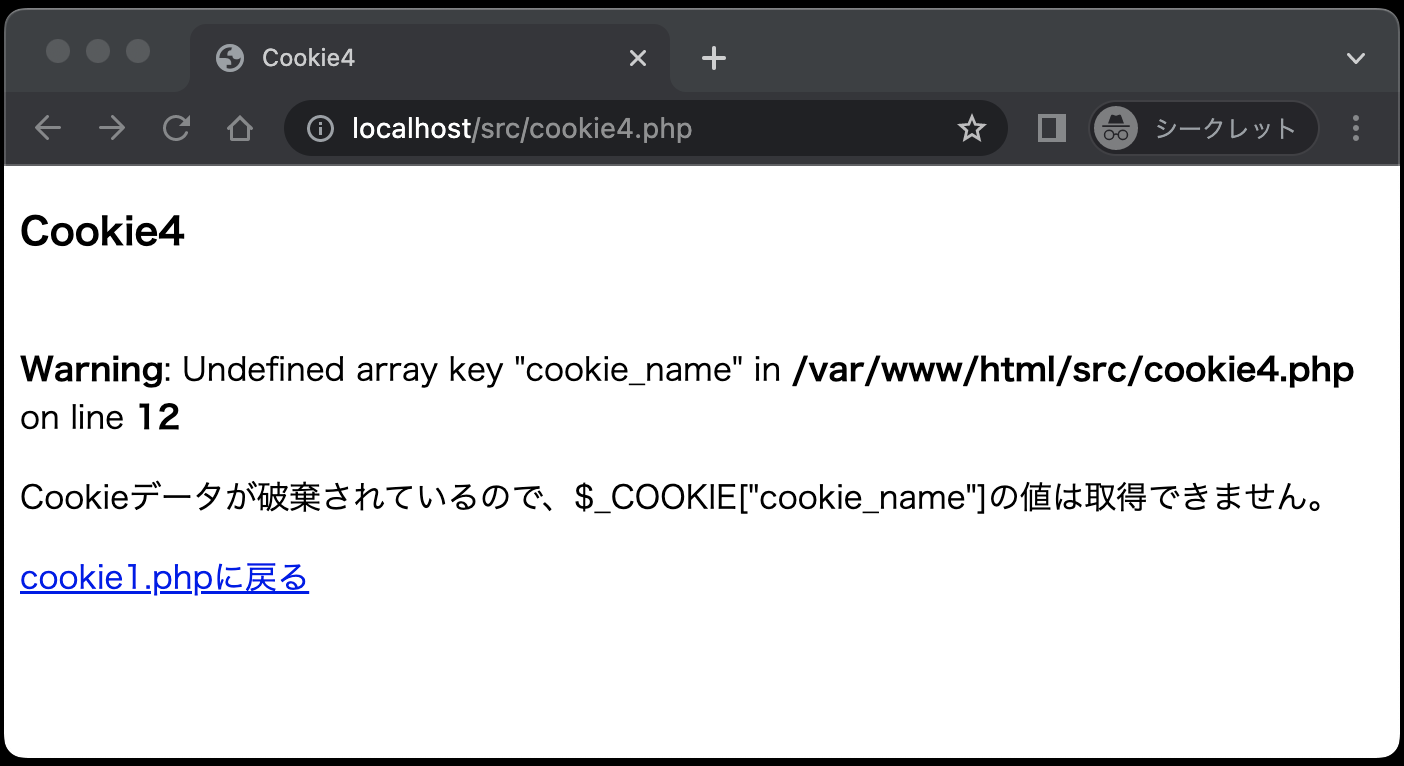 Cookie4
localhost/src/cookie4.php
シークレット
Cookie4
Warning: Undefined array key "cookie_name" in /var/www/html/src/cookie4.php
on line 12
Cookieデータが破棄されているので、$_COOKIE["cookie_name"]の値は取得できません。
cookie1.phpに戻る